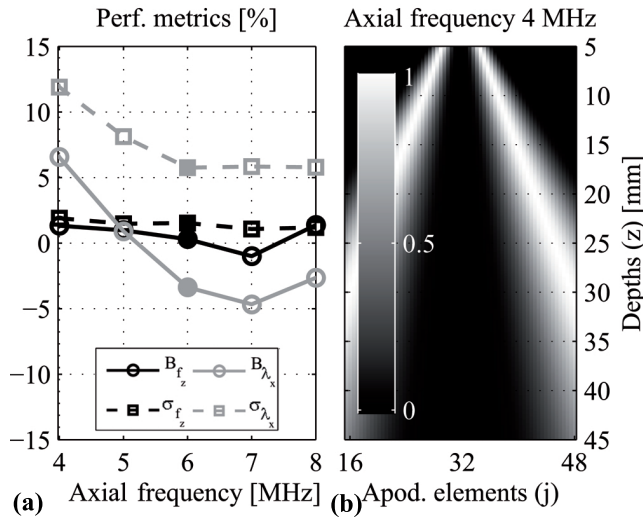 Perf. metrics [%]
15
10
5
0
−5
−10
−15
B_{f_z}
B_{λ_x}
σ_{f_z}
σ_{λ_x}
4
5
6
7
8
(a)
Axial frequency [MHz]
Axial frequency 4 MHz
1
0.5
0
5
10
15
20
25
30
35
40
45
Depths (z) [mm]
16
32
48
(b)
Apod. elements (j)